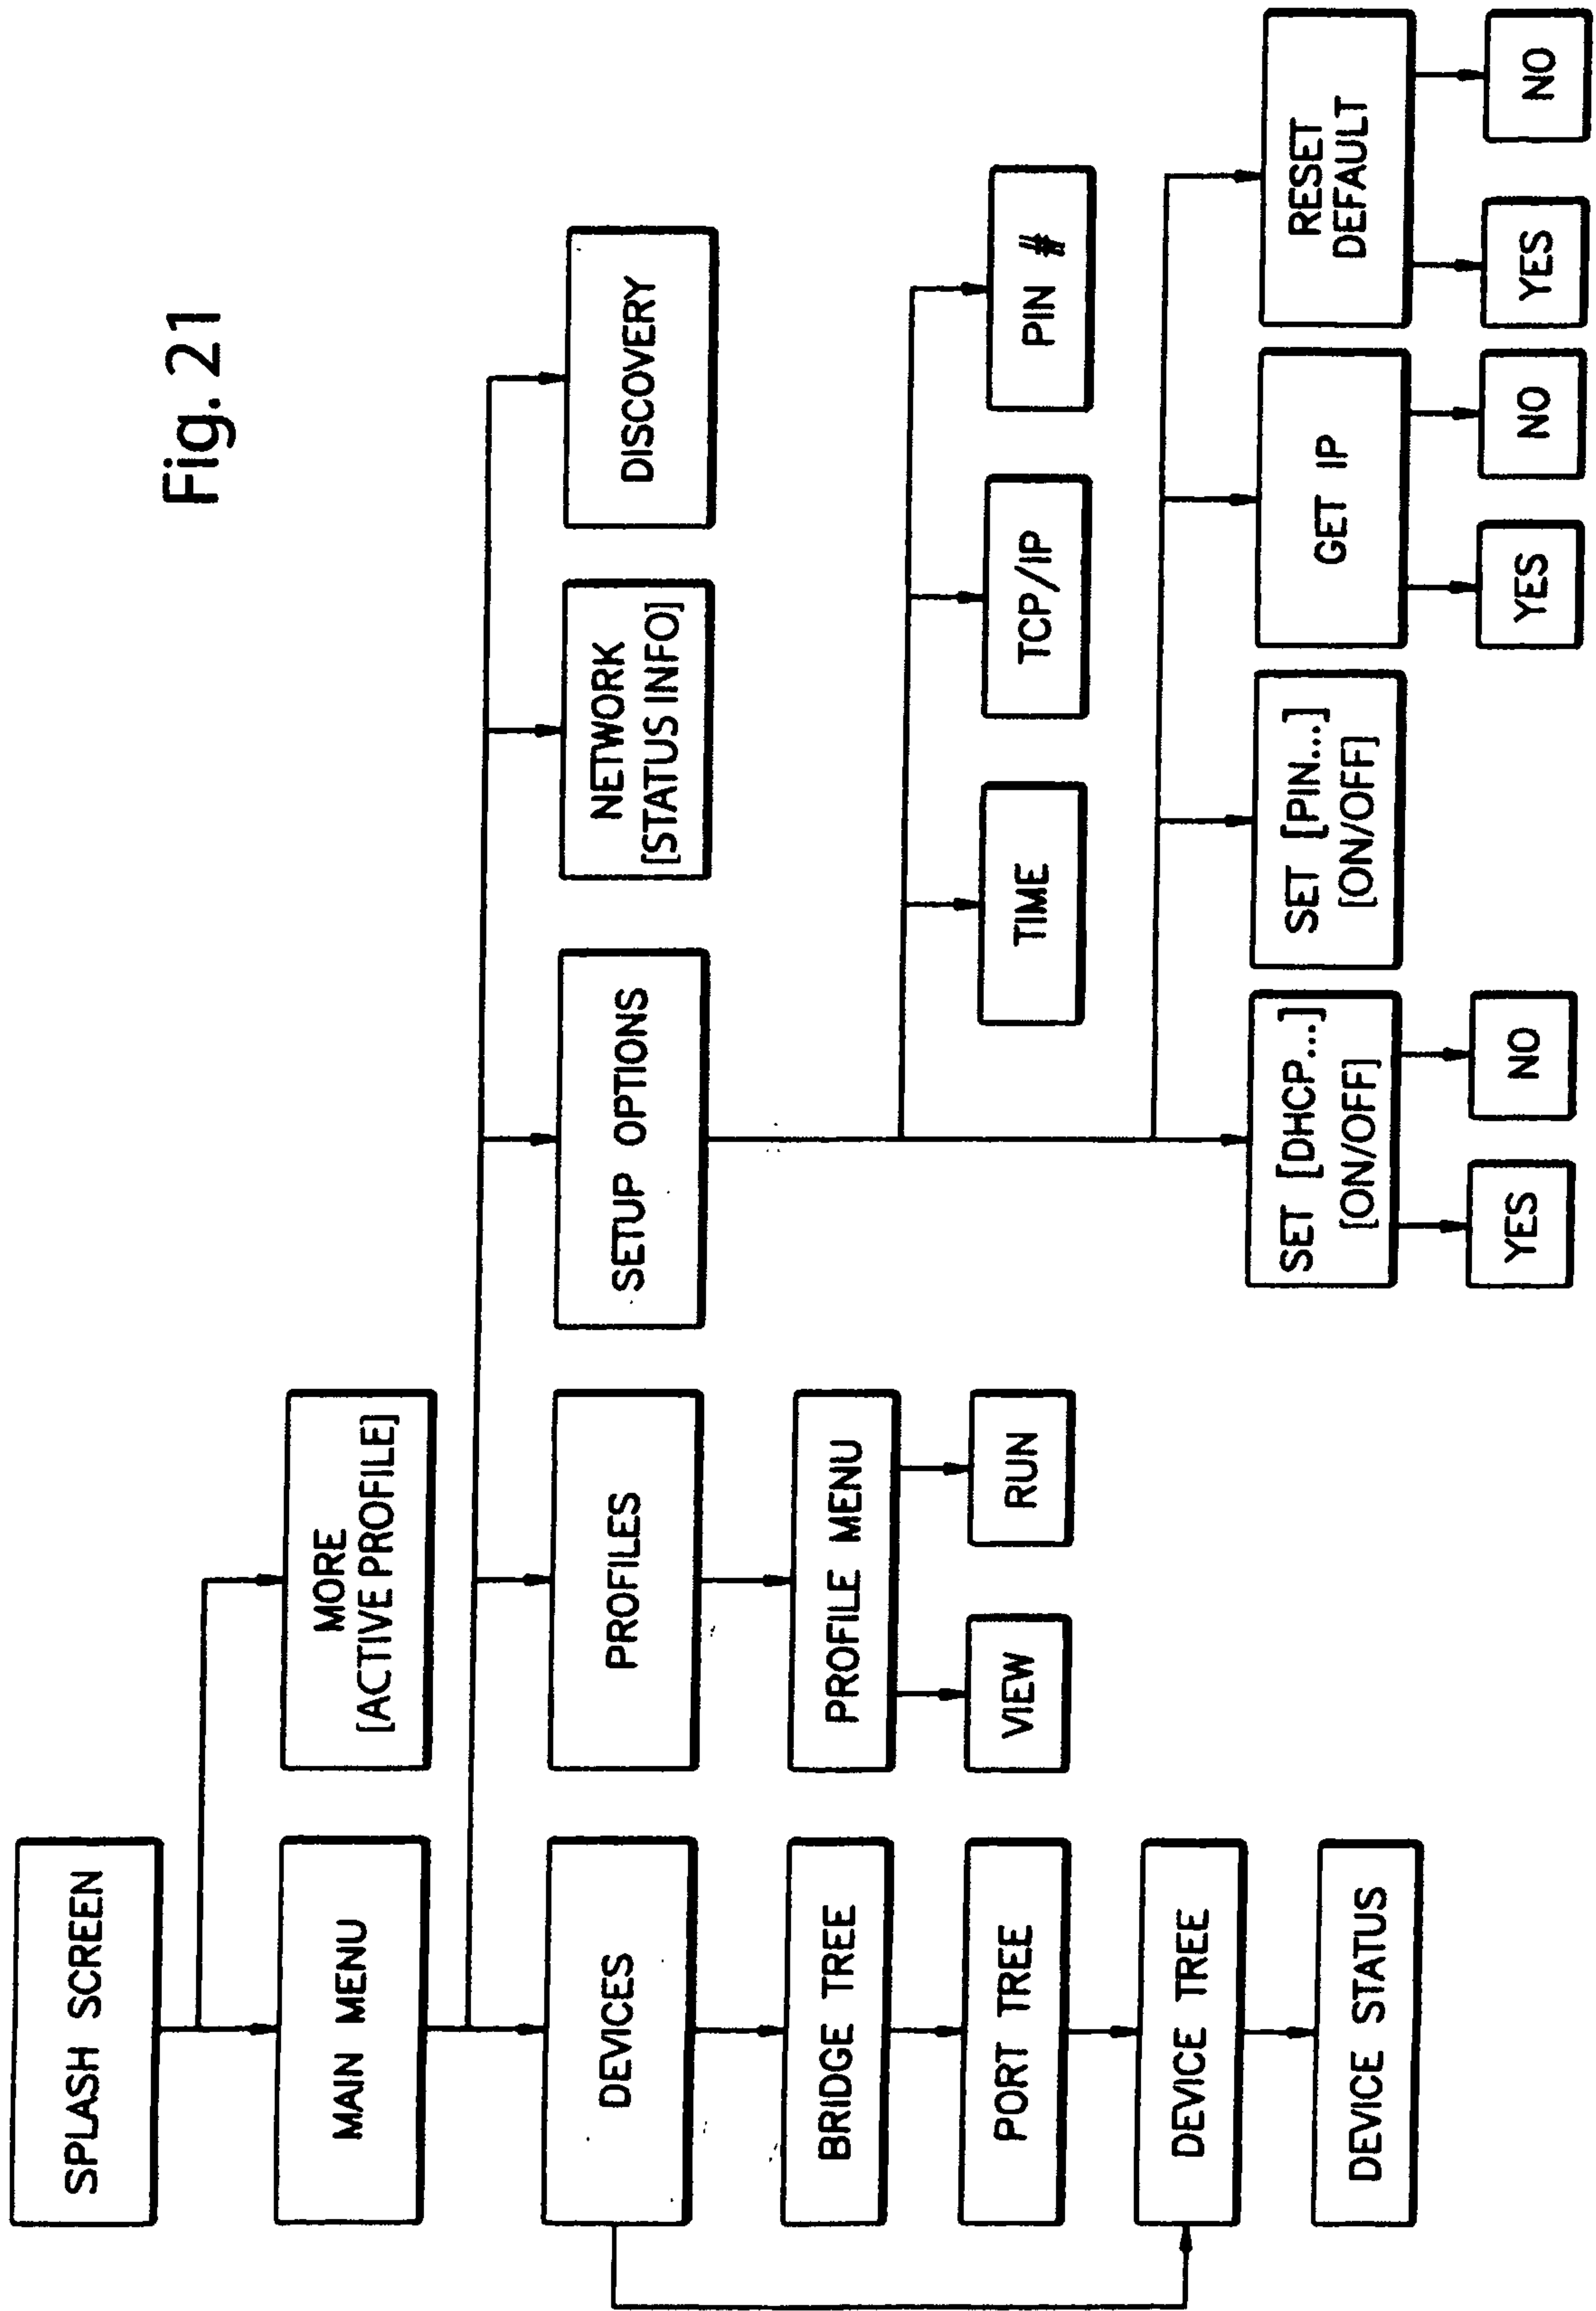 Fig. 21
SPLASH SCREEN
MAIN MENU
MORE
[ACTIVE PROFILE]
DEVICES
PROFILES
SETUP OPTIONS
NETWORK
[STATUS INFO]
DISCOVERY
BRIDGE TREE
PROFILE MENU
PORT TREE
VIEW
RUN
TIME
TCP/IP
PIN #
DEVICE TREE
SET [DHCP...]
[ON/OFF]
SET [PIN...]
[ON/OFF]
GET IP
RESET
DEFAULT
DEVICE STATUS
YES
NO
YES
NO
YES
NO